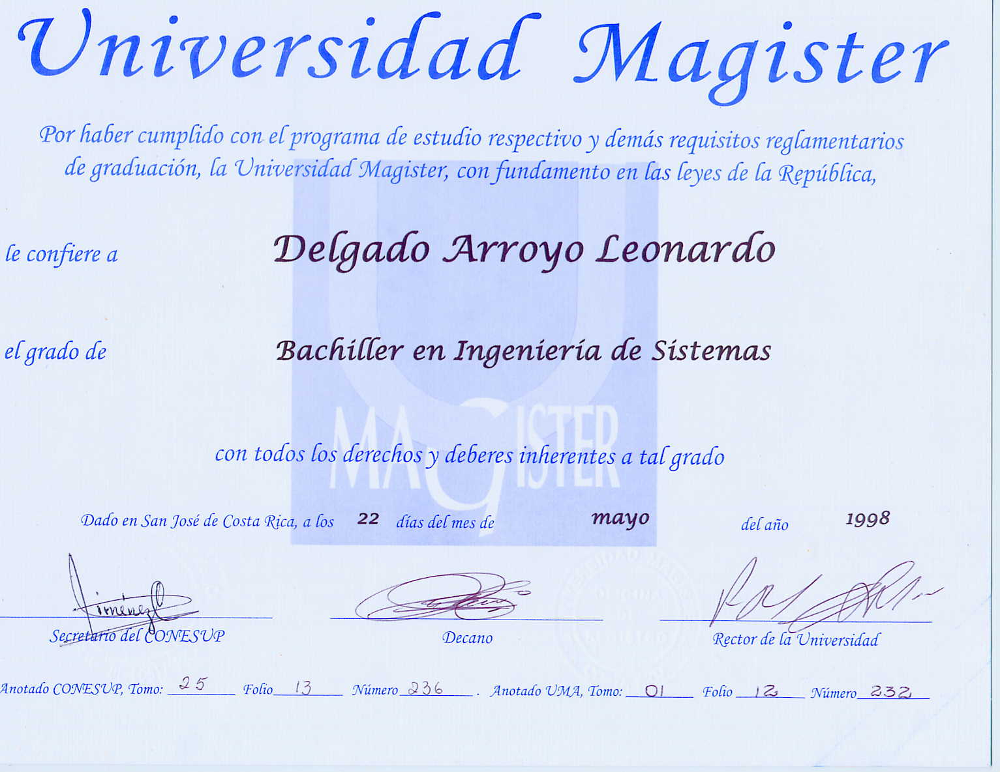 Universidad Magister
Por haber cumplido con el programa de estudio respectivo y demás requisitos reglamentarios
de graduación, la Universidad Magister, con fundamento en las leyes de la República,
le confiere a Delgado Arroyo Leonardo
el grado de Bachiller en Ingeniería de Sistemas
MAGISTER
con todos los derechos y deberes inherentes a tal grado
Dado en San José de Costa Rica, a los 22 días del mes de mayo del año 1998
Jiménez
Secretario del CONESUP Decano Rector de la Universidad
Anotado CONESUP, Tomo: 25 Folio 13 Número 236 . Anotado UMA, Tomo: 01 Folio 12 Número 232